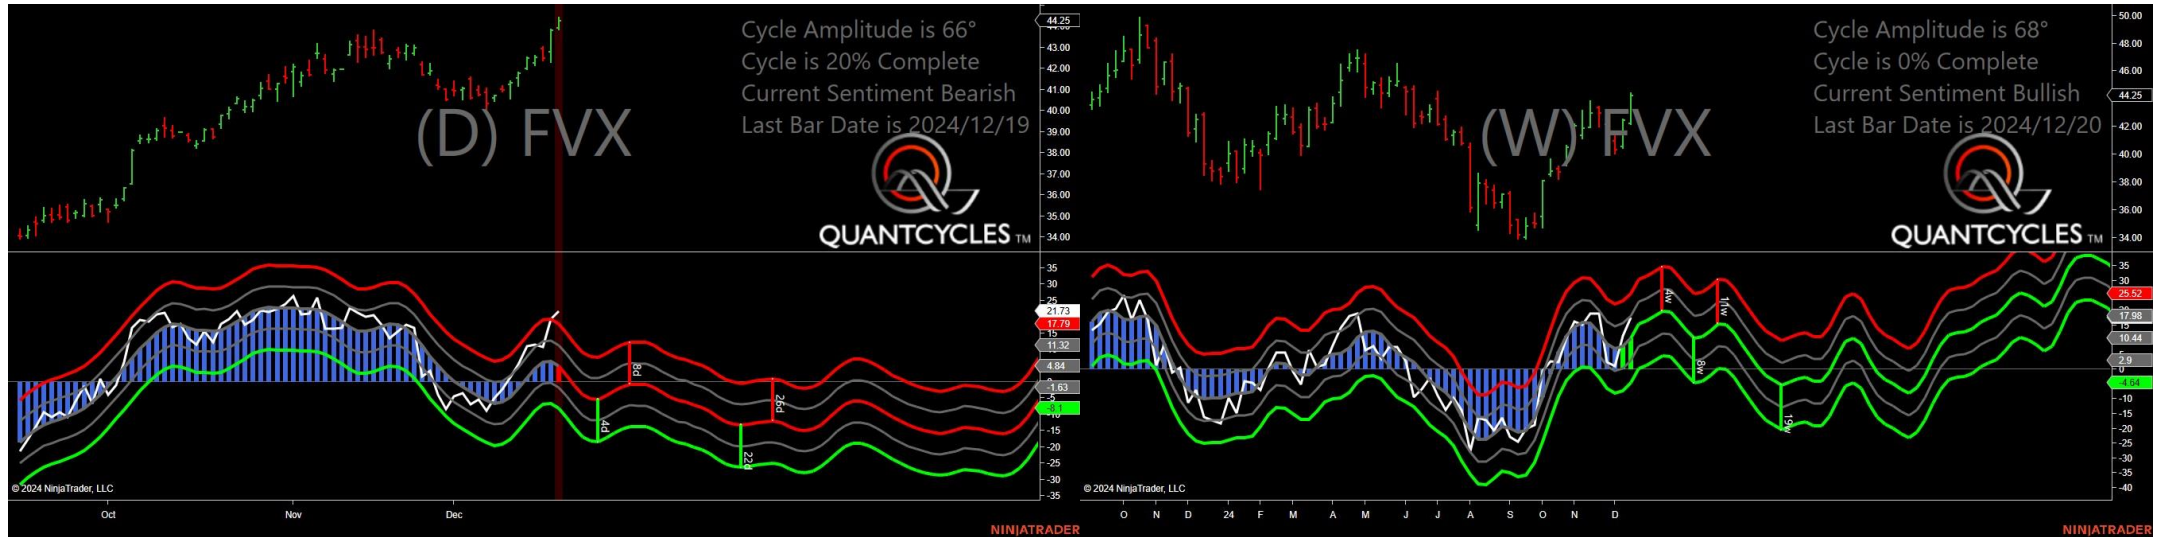 Cycle Amplitude is 66°
Cycle is 20% Complete
Current Sentiment Bearish
Last Bar Date is 2024/12/19
(D) FVX
QUANTCYCLES TM
44.25
43.00
42.00
41.00
40.00
39.00
38.00
37.00
36.00
35.00
34.00
35
30
25
21.73
17.79
15
11.32
4.84
-1.63
-5
-8.1
-10
-15
-20
-25
-30
-35
8d
4d
26d
22d
© 2024 NinjaTrader, LLC
Oct
Nov
Dec
NINJATRADER
Cycle Amplitude is 68°
Cycle is 0% Complete
Current Sentiment Bullish
Last Bar Date is 2024/12/20
(W) FVX
QUANTCYCLES TM
50.00
48.00
46.00
44.25
42.00
40.00
38.00
36.00
34.00
35
30
25.52
17.98
15
10.44
2.9
0
-4.64
-10
-15
-20
-25
-30
-35
-40
4w
11w
8w
19w
© 2024 NinjaTrader, LLC
O
N
D
24
F
M
A
M
J
J
A
S
O
N
D
NINJATRADER